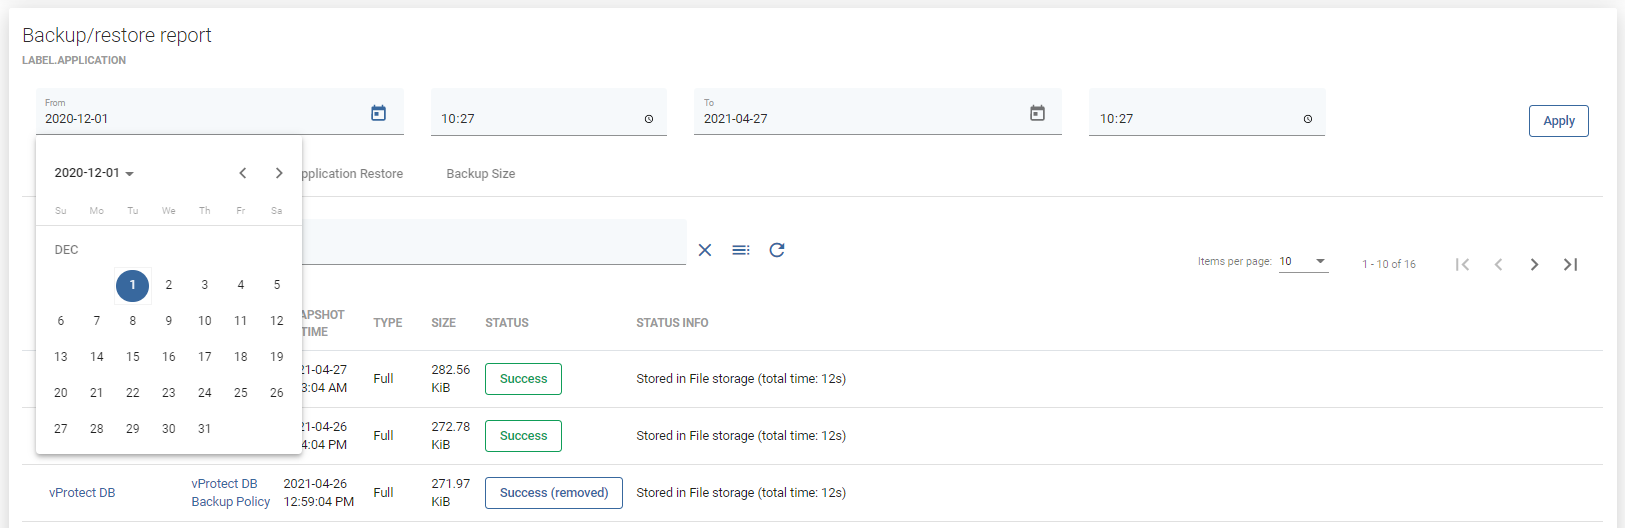 Backup/restore report
LABEL.APPLICATION
From
2020-12-01
10:27
To
2021-04-27
10:27
Apply
2020-12-01
Su Mo Tu We Th Fr Sa
DEC
1 2 3 4 5
6 7 8 9 10 11 12
13 14 15 16 17 18 19
20 21 22 23 24 25 26
27 28 29 30 31
pplication Restore
Backup Size
Items per page: 10
1 - 10 of 16
APSHOT
TIME
TYPE
SIZE
STATUS
STATUS INFO
21-04-27
3:04 AM
Full
282.56
KiB
Success
Stored in File storage (total time: 12s)
21-04-26
4:04 PM
Full
272.78
KiB
Success
Stored in File storage (total time: 12s)
vProtect DB
vProtect DB
Backup Policy
2021-04-26
12:59:04 PM
Full
271.97
KiB
Success (removed)
Stored in File storage (total time: 12s)